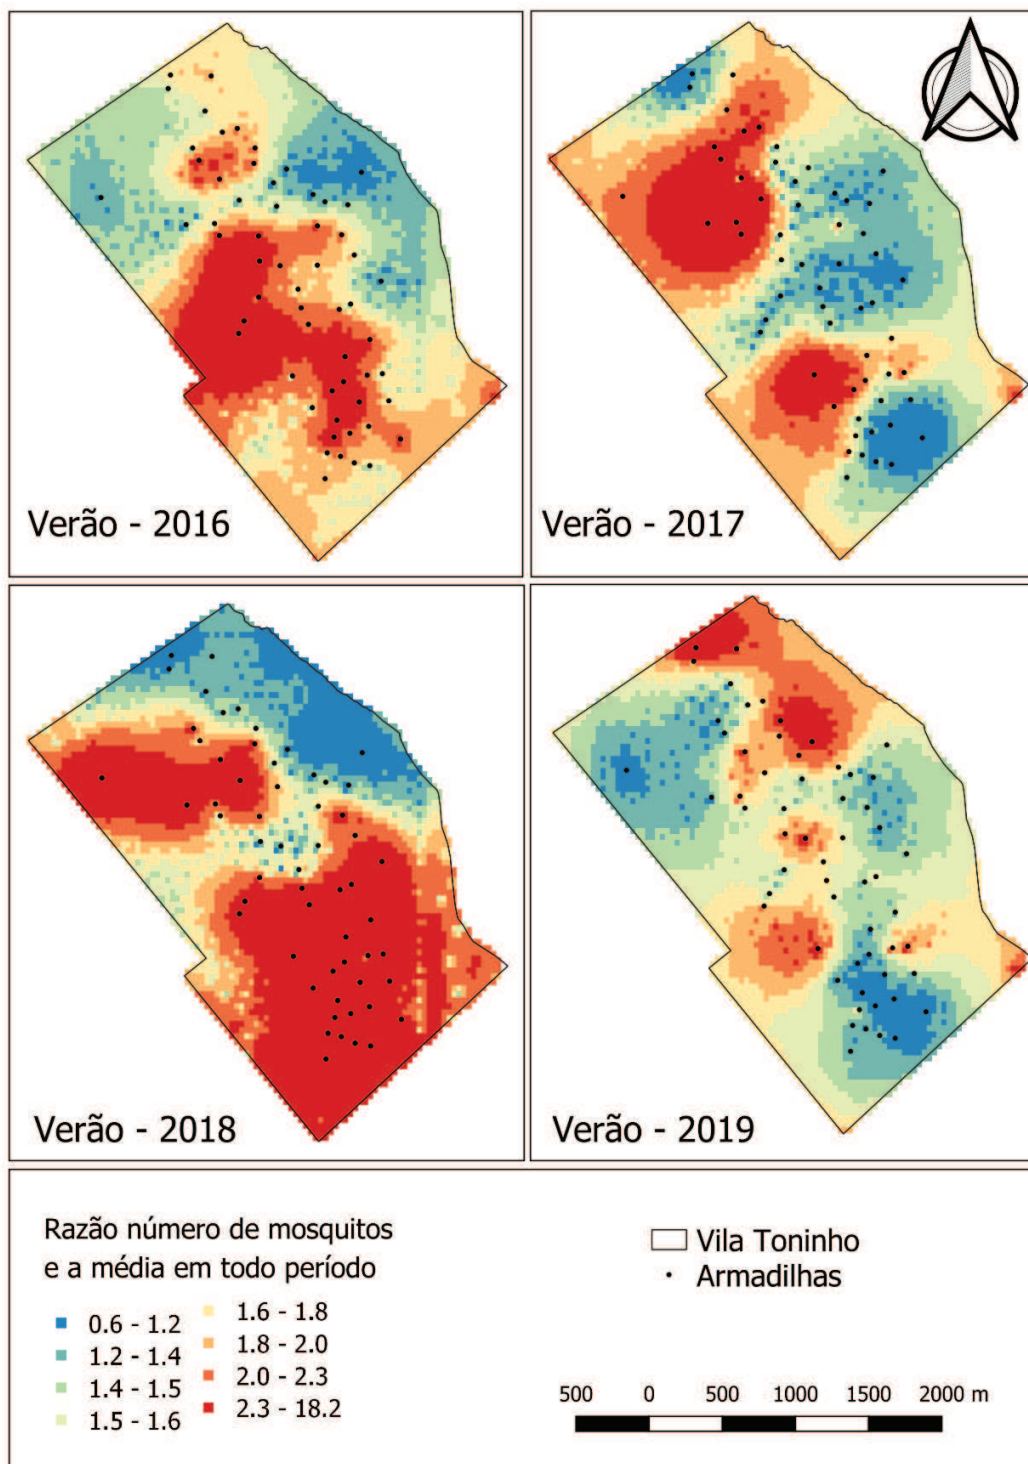 Verão - 2016
Verão - 2017
Verão - 2018
Verão - 2019
Razão número de mosquitos
e a média em todo período
0.6 - 1.2
1.2 - 1.4
1.4 - 1.5
1.5 - 1.6
1.6 - 1.8
1.8 - 2.0
2.0 - 2.3
2.3 - 18.2
Vila Toninho
Armadilhas
500 0 500 1000 1500 2000 m